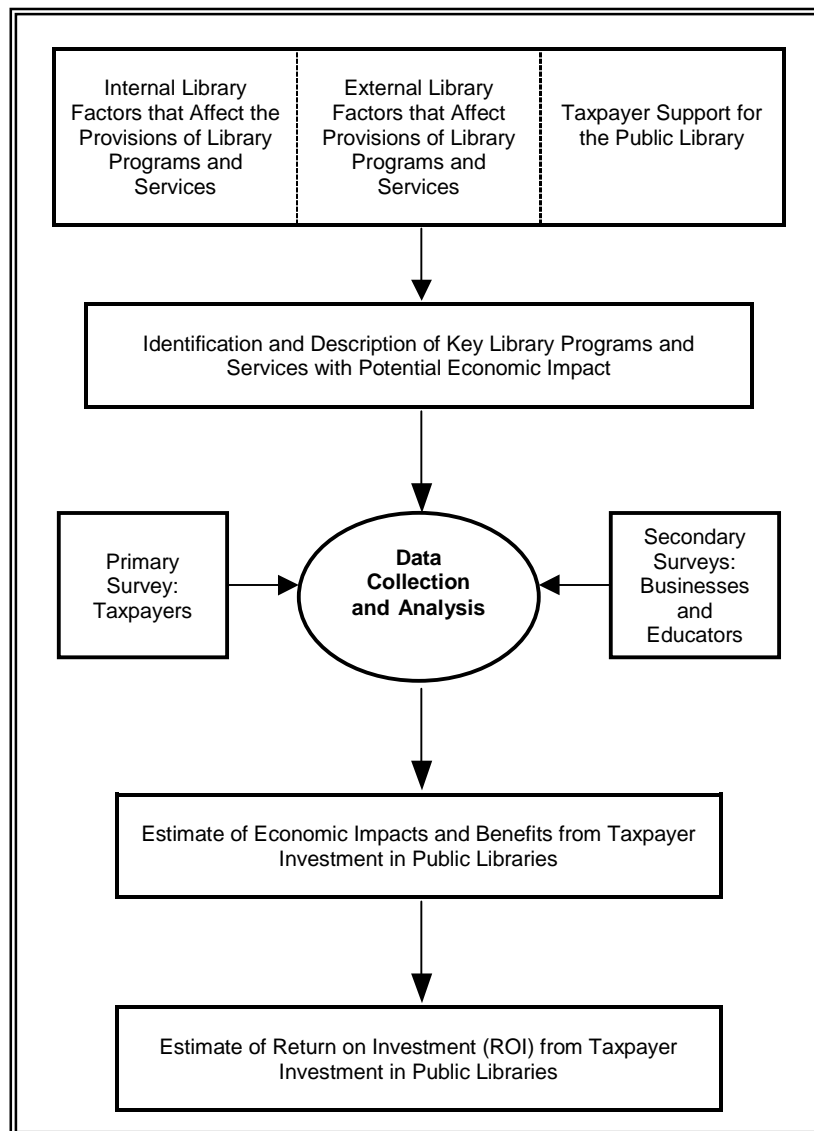 Internal Library
Factors that Affect the
Provisions of Library
Programs and
Services
External Library
Factors that Affect
Provisions of Library
Programs and
Services
Taxpayer Support for
the Public Library
Identification and Description of Key Library Programs and
Services with Potential Economic Impact
Primary
Survey:
Taxpayers
Data
Collection
and Analysis
Secondary
Surveys:
Businesses
and
Educators
Estimate of Economic Impacts and Benefits from Taxpayer
Investment in Public Libraries
Estimate of Return on Investment (ROI) from Taxpayer
Investment in Public Libraries